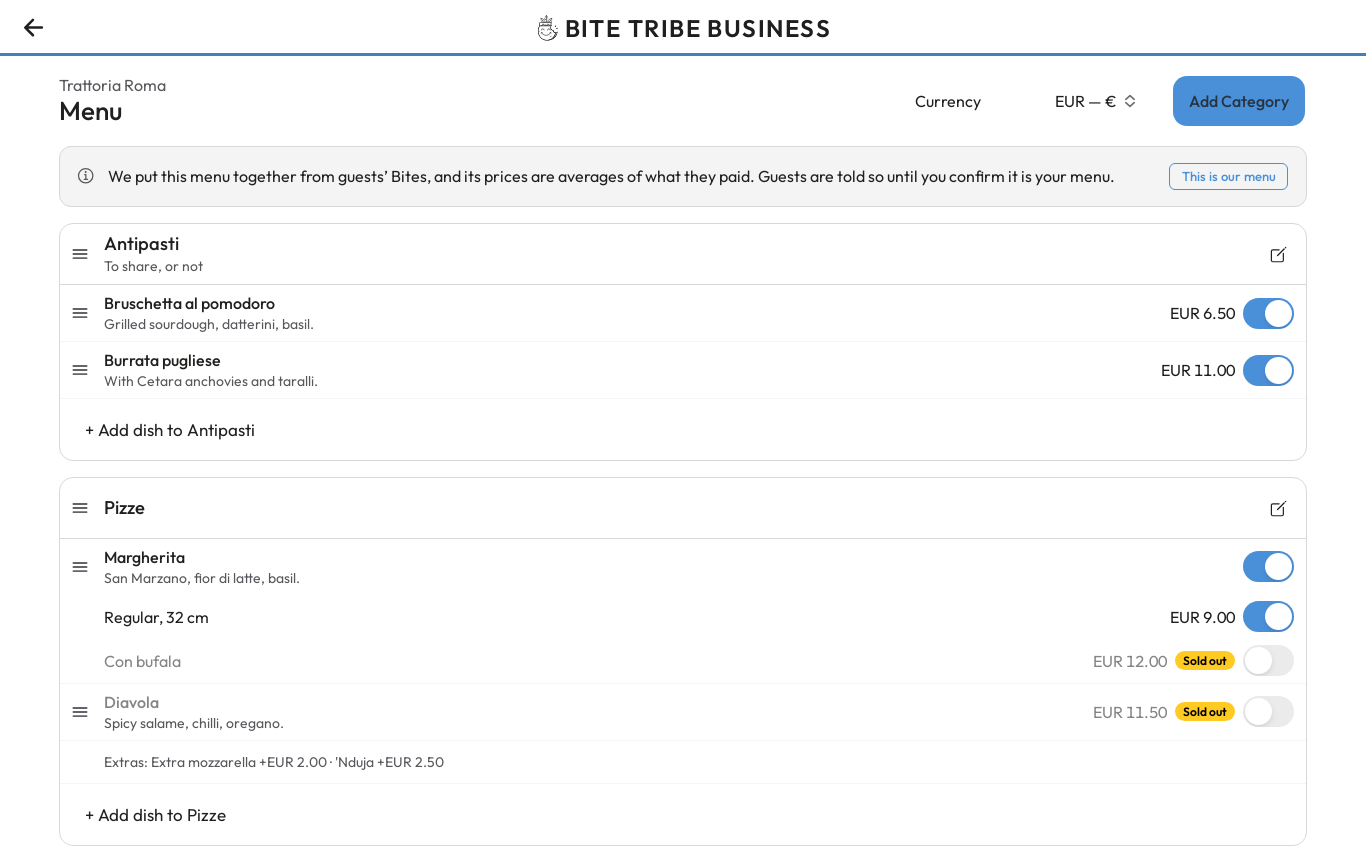 BITE TRIBE BUSINESS
Trattoria Roma
Menu
Currency
EUR — €
Add Category
We put this menu together from guests’ Bites, and its prices are averages of what they paid. Guests are told so until you confirm it is your menu.
This is our menu
Antipasti
To share, or not
Bruschetta al pomodoro
Grilled sourdough, datterini, basil.
EUR 6.50
Burrata pugliese
With Cetara anchovies and taralli.
EUR 11.00
+ Add dish to Antipasti
Pizze
Margherita
San Marzano, fior di latte, basil.
Regular, 32 cm
EUR 9.00
Con bufala
EUR 12.00
Sold out
Diavola
Spicy salame, chilli, oregano.
EUR 11.50
Sold out
Extras: Extra mozzarella +EUR 2.00 · 'Nduja +EUR 2.50
+ Add dish to Pizze